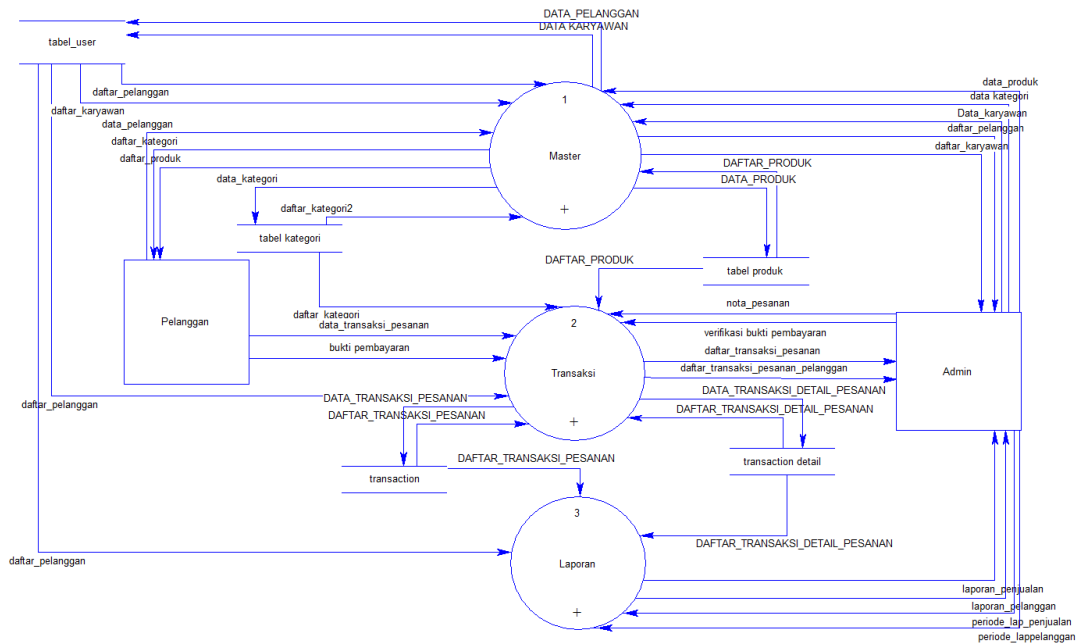 DATA_PELANGGAN
DATA KARYAWAN
tabel_user
daftar_pelanggan
daftar_karyawan
data_pelanggan
daftar_kategori
daftar_produk
data_kategori
daftar_kategori2
tabel kategori
1
Master
+
data_produk
data kategori
Data_karyawan
daftar_pelanggan
daftar_karyawan
DAFTAR_PRODUK
DATA_PRODUK
tabel produk
DAFTAR_PRODUK
Pelanggan
daftar_kategori
data_transaksi_pesanan
bukti pembayaran
2
Transaksi
+
nota_pesanan
verifikasi bukti pembayaran
daftar_transaksi_pesanan
daftar_transaksi_pesanan_pelanggan
Admin
daftar_pelanggan
DATA_TRANSAKSI_PESANAN
DAFTAR_TRANSAKSI_PESANAN
DATA_TRANSAKSI_DETAIL_PESANAN
DAFTAR_TRANSAKSI_DETAIL_PESANAN
transaction
DAFTAR_TRANSAKSI_PESANAN
transaction detail
3
Laporan
+
DAFTAR_TRANSAKSI_DETAIL_PESANAN
daftar_pelanggan
laporan_penjualan
laporan_pelanggan
periode_lap_penjualan
periode_lappelanggan